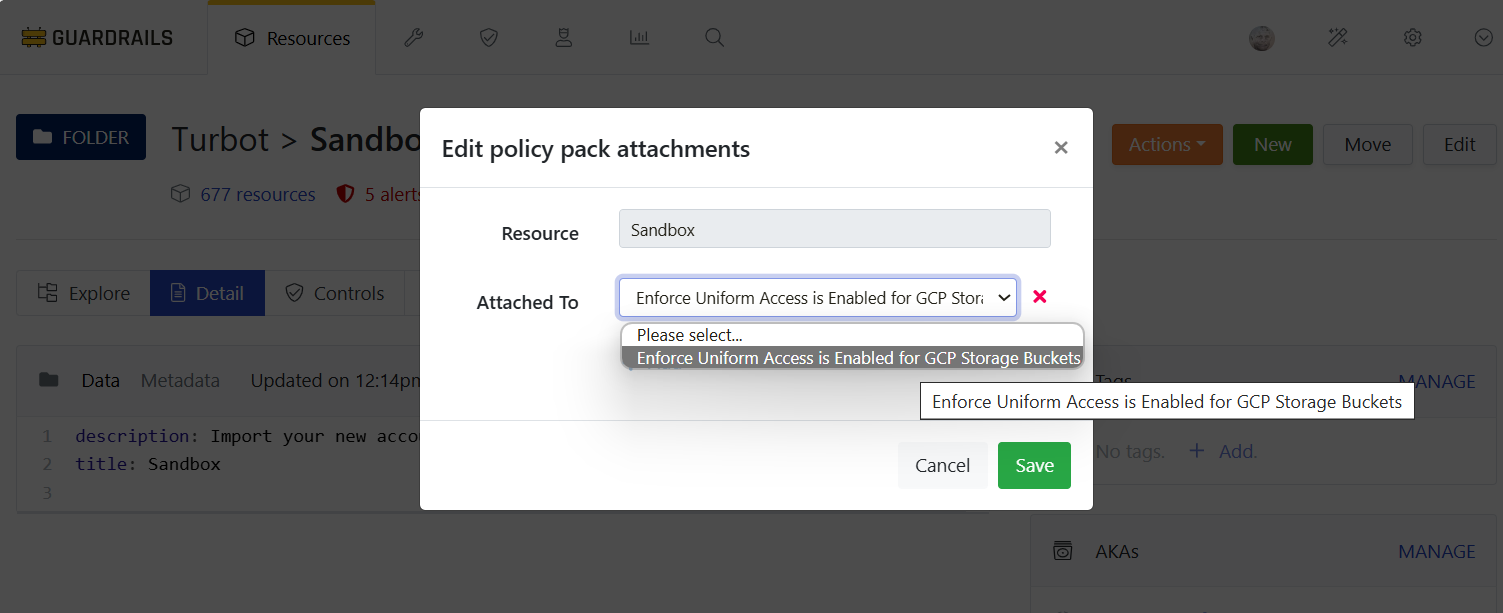 GUARDRAILS
Resources
FOLDER
Turbot > Sandbo
677 resources
5 alerts
Actions
New
Move
Edit
Edit policy pack attachments
×
Resource
Sandbox
Attached To
Enforce Uniform Access is Enabled for GCP Stora
Please select...
Enforce Uniform Access is Enabled for GCP Storage Buckets
Enforce Uniform Access is Enabled for GCP Storage Buckets
Cancel
Save
Explore
Detail
Controls
Data
Metadata
Updated on 12:14pm
1 description: Import your new accou
2 title: Sandbox
3
Tags
MANAGE
No tags.
+ Add.
AKAs
MANAGE